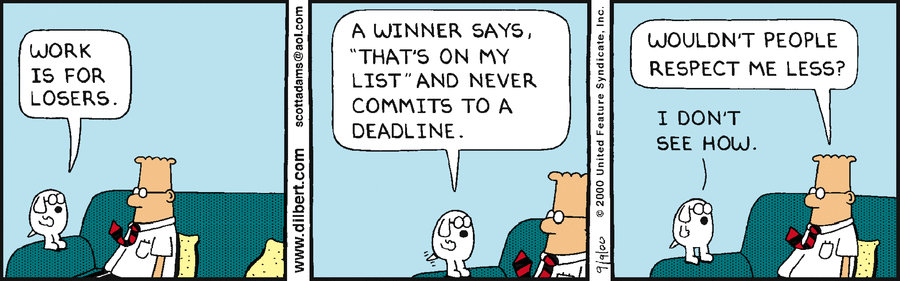 WORK
IS FOR
LOSERS.
www.dilbert.com
scottadams@aol.com
A WINNER SAYS,
"THAT'S ON MY
LIST" AND NEVER
COMMITS TO A
DEADLINE.
9/9/00
© 2000 United Feature Syndicate, Inc.
WOULDN'T PEOPLE
RESPECT ME LESS?
I DON'T
SEE HOW.